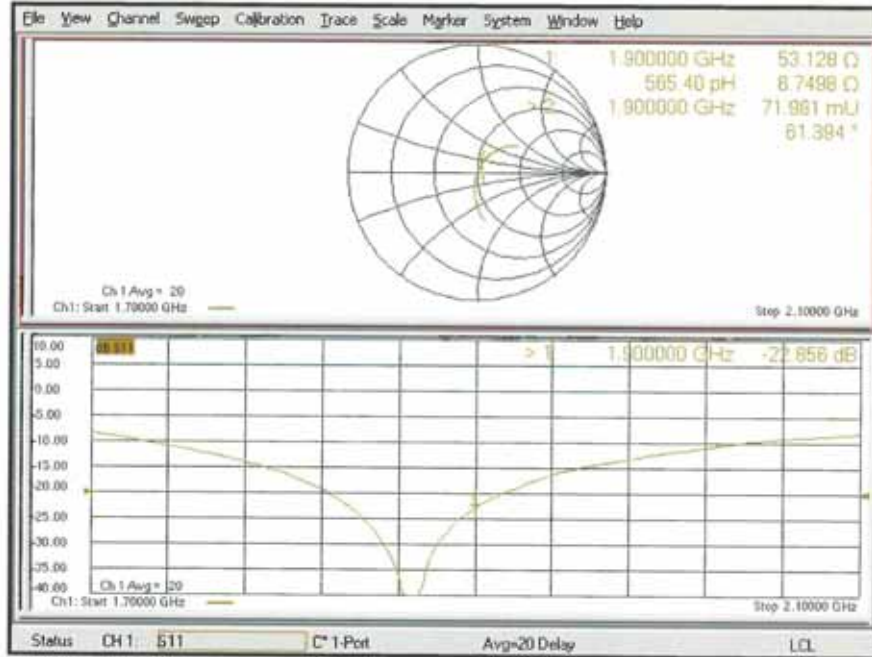 File View Channel Sweep Calibration Trace Scale Marker System Window Help
1: 1.900000 GHz 53.128 Ω
565.40 pH 6.7498 Ω
> 2: 1.900000 GHz 71.981 mU
61.384 °
Ch 1 Avg = 20
Ch1: Start 1.70000 GHz
Stop 2.10000 GHz
10.00
dB S11
> 1 1.900000 GHz -22.856 dB
5.00
0.00
-5.00
-10.00
-15.00
-20.00
-25.00
-30.00
-35.00
-40.00
Ch 1 Avg = 20
Ch1: Start 1.70000 GHz
Stop 2.10000 GHz
Status CH 1: S11 C* 1-Port Avg=20 Delay LCL